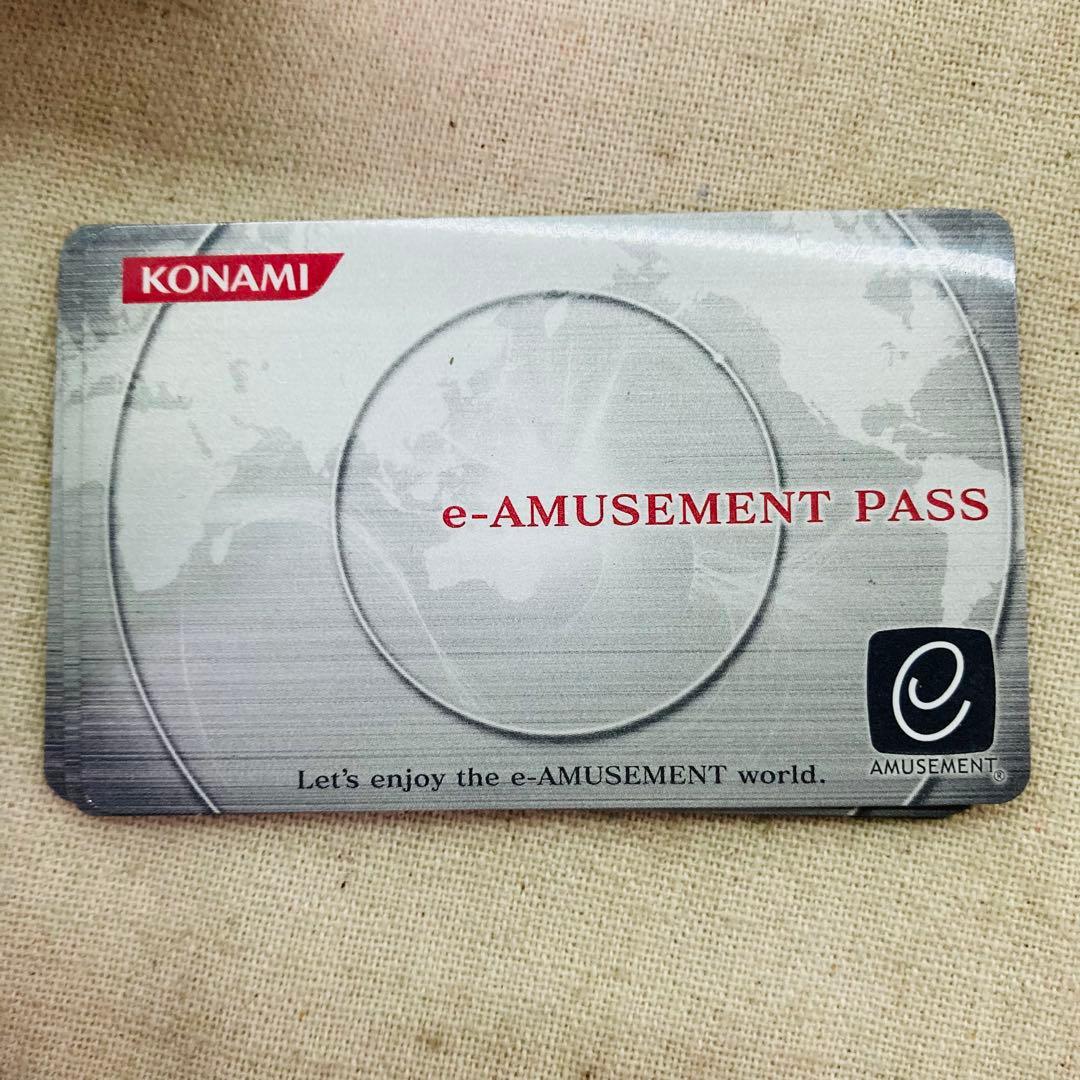 KONAMI
e-AMUSEMENT PASS
Let's enjoy the e-AMUSEMENT world.
e
AMUSEMENT®